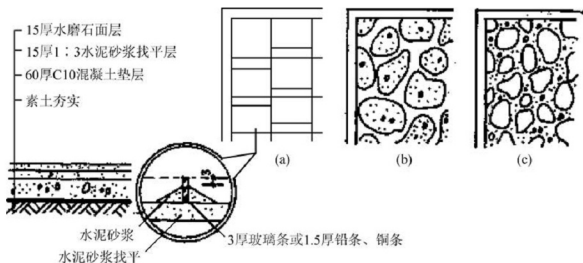 15厚水磨石面层
15厚1：3水泥砂浆找平层
60厚C10混凝土垫层
素土夯实
(a)
(b)
(c)
3
水泥砂浆
水泥砂浆找平
3厚玻璃条或1.5厚铅条、铜条